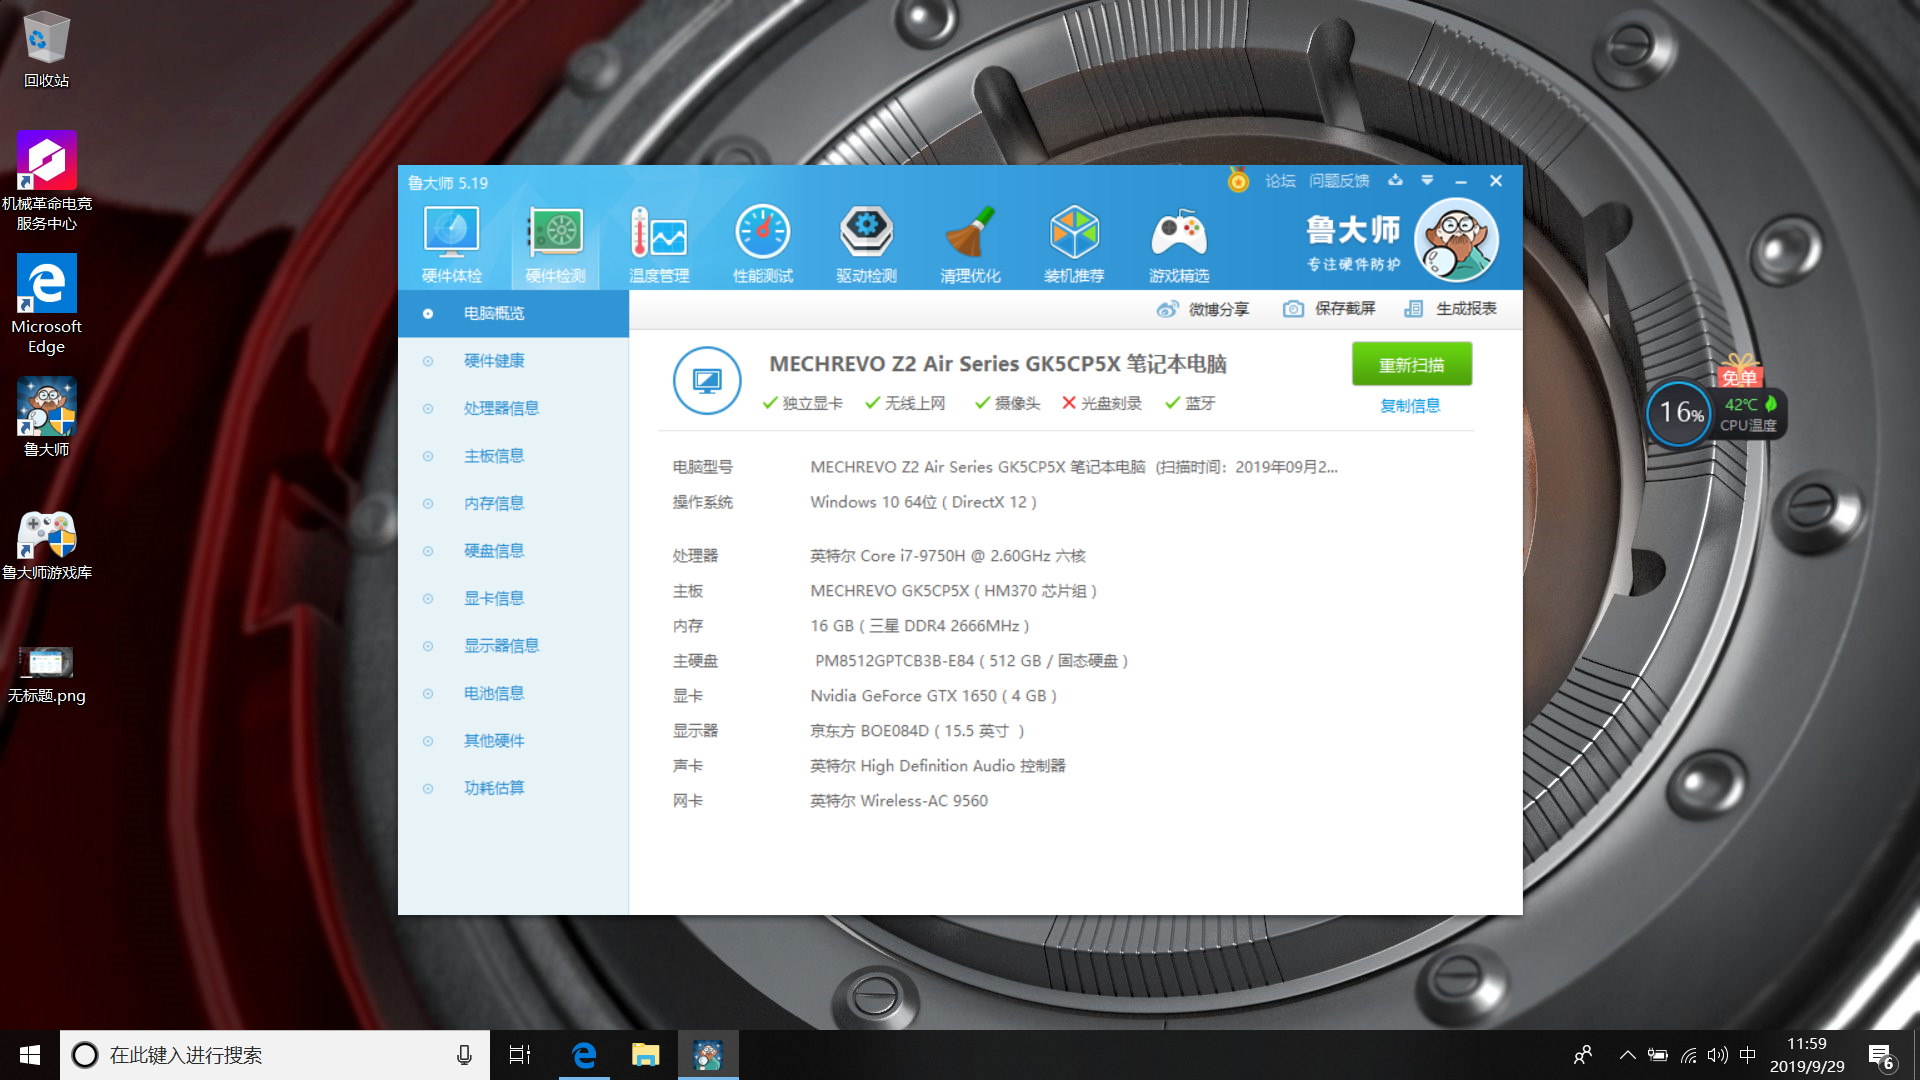 回收站
机械革命电竞
服务中心
Microsoft
Edge
鲁大师
鲁大师游戏库
无标题.png
鲁大师 5.19
论坛 问题反馈
硬件体检 硬件检测 温度管理 性能测试 驱动检测 清理优化 装机推荐 游戏精选
鲁大师
专注硬件防护
微博分享 保存截屏 生成报表
电脑概览
硬件健康
处理器信息
主板信息
内存信息
硬盘信息
显卡信息
显示器信息
电池信息
其他硬件
功耗估算
MECHREVO Z2 Air Series GK5CP5X 笔记本电脑
独立显卡 无线上网 摄像头 光盘刻录 蓝牙
重新扫描
复制信息
电脑型号 MECHREVO Z2 Air Series GK5CP5X 笔记本电脑 (扫描时间：2019年09月2...
操作系统 Windows 10 64位 ( DirectX 12 )
处理器 英特尔 Core i7-9750H @ 2.60GHz 六核
主板 MECHREVO GK5CP5X ( HM370 芯片组 )
内存 16 GB ( 三星 DDR4 2666MHz )
主硬盘 PM8512GPTCB3B-E84 ( 512 GB / 固态硬盘 )
显卡 Nvidia GeForce GTX 1650 ( 4 GB )
显示器 京东方 BOE084D ( 15.5 英寸 )
声卡 英特尔 High Definition Audio 控制器
网卡 英特尔 Wireless-AC 9560
免单
16%
42℃
CPU温度
在此键入进行搜索
中
11:59
2019/9/29
6